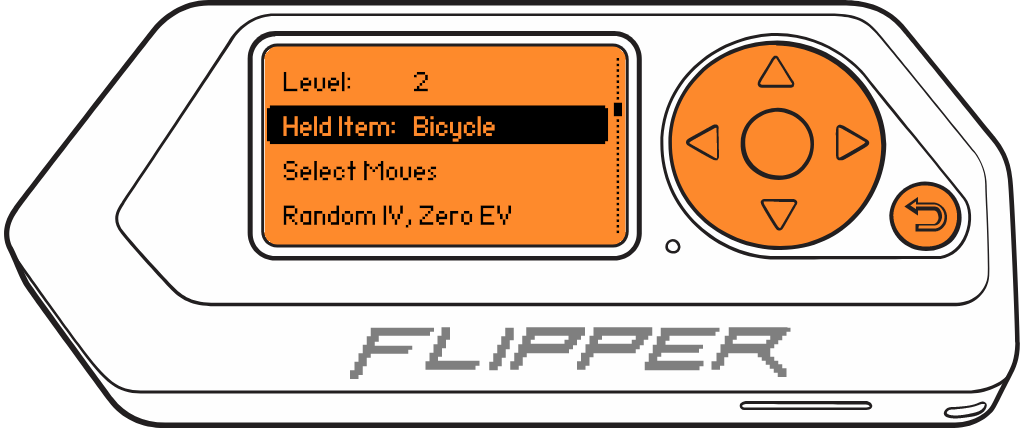 Level: 2
Held Item: Bicycle
Select Moves
Random IV, Zero EV
FLIPPER